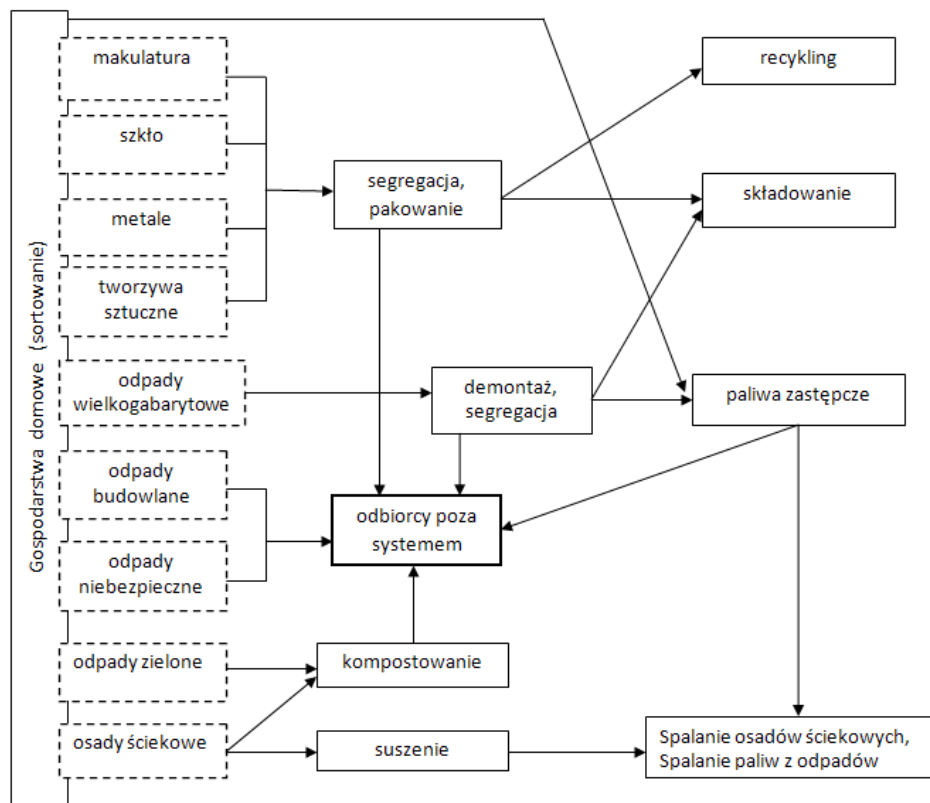 Gospodarstwa domowe (sortowanie)
makulatura
szkło
metale
tworzywa
sztuczne
odpady
wielkogabarytowe
odpady
budowlane
odpady
niebezpieczne
odpady zielone
osady ściekowe
segregacja,
pakowanie
demontaż,
segregacja
odbiorcy poza
systemem
kompostowanie
suszenie
recykling
składowanie
paliwa zastępcze
Spalanie osadów ściekowych,
Spalanie paliw z odpadów